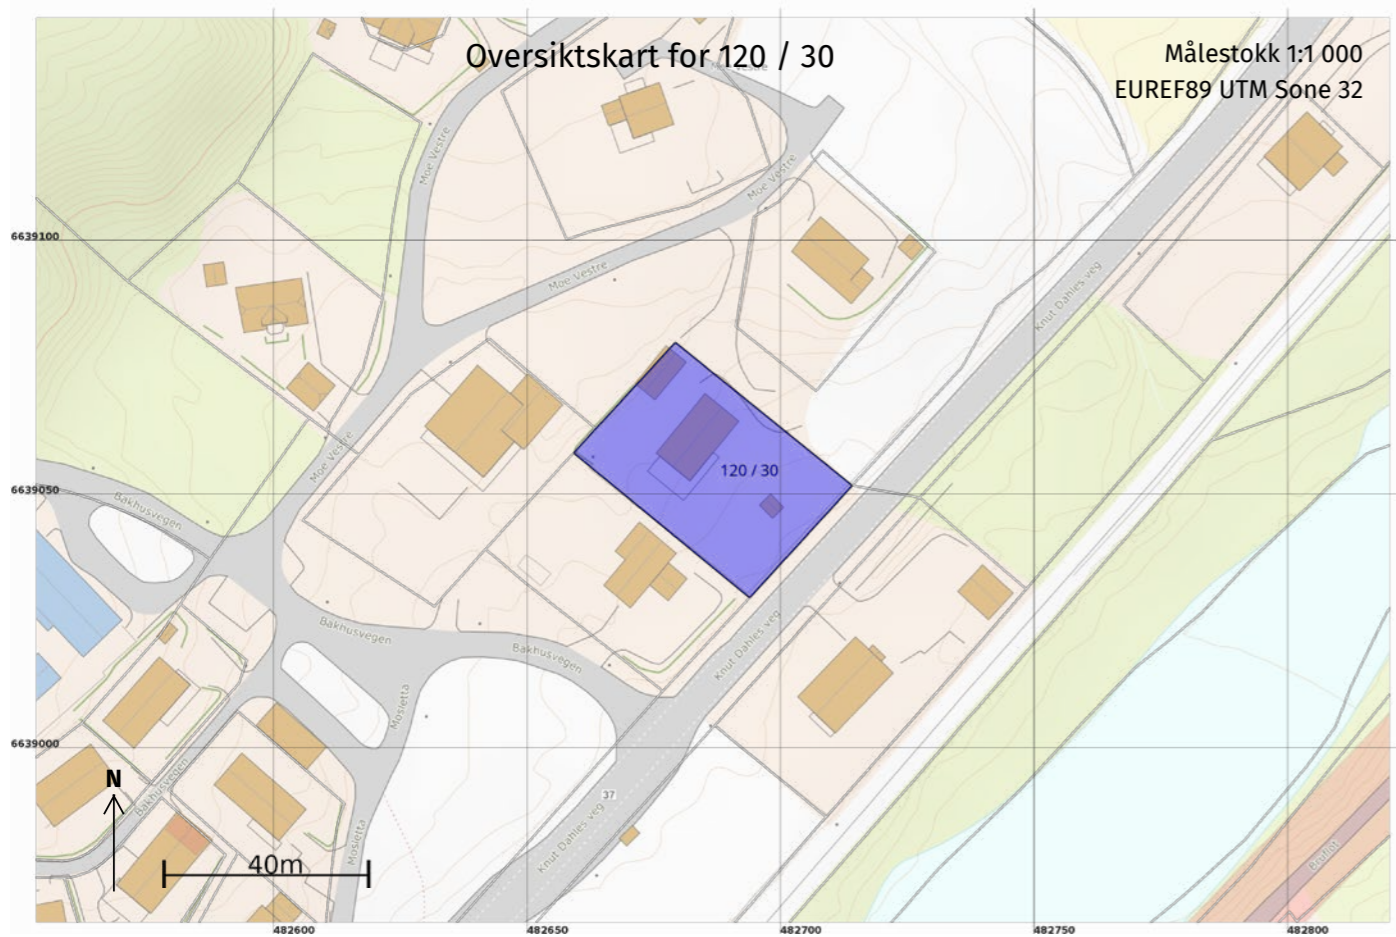 Oversiktskart for 120 / 30
Målestokk 1:1 000
EUREF89 UTM Sone 32
Moe Vestre
Moe Vestre
6639100
Moe Vestre
Knut Dahles veg
Moe Vestre
120 / 30
6639050
Bakhusvegen
Bakhusvegen
Bakhusvegen
Knut Dahles veg
Mosletta
6639000
N
Bakhusvegen
37
Knut Dahles veg
Mosletta
40m
Bruflot
482600
482650
482700
482750
482800